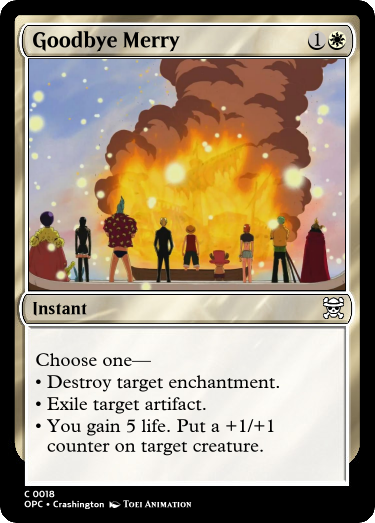 Goodbye Merry 1
Instant
Choose one—
• Destroy target enchantment.
• Exile target artifact.
• You gain 5 life. Put a +1/+1
counter on target creature.
C 0018
OPC • Crashington TOEI ANIMATION